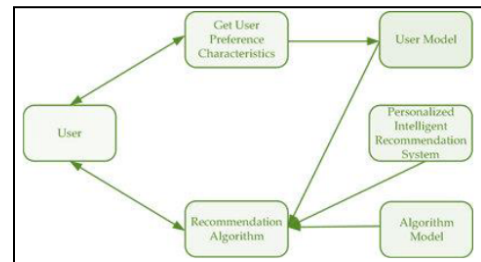 Get User
Preference
Characteristics
User Model
User
Personalized
Intelligent
Recommendation
System
Recommendation
Algorithm
Algorithm
Model